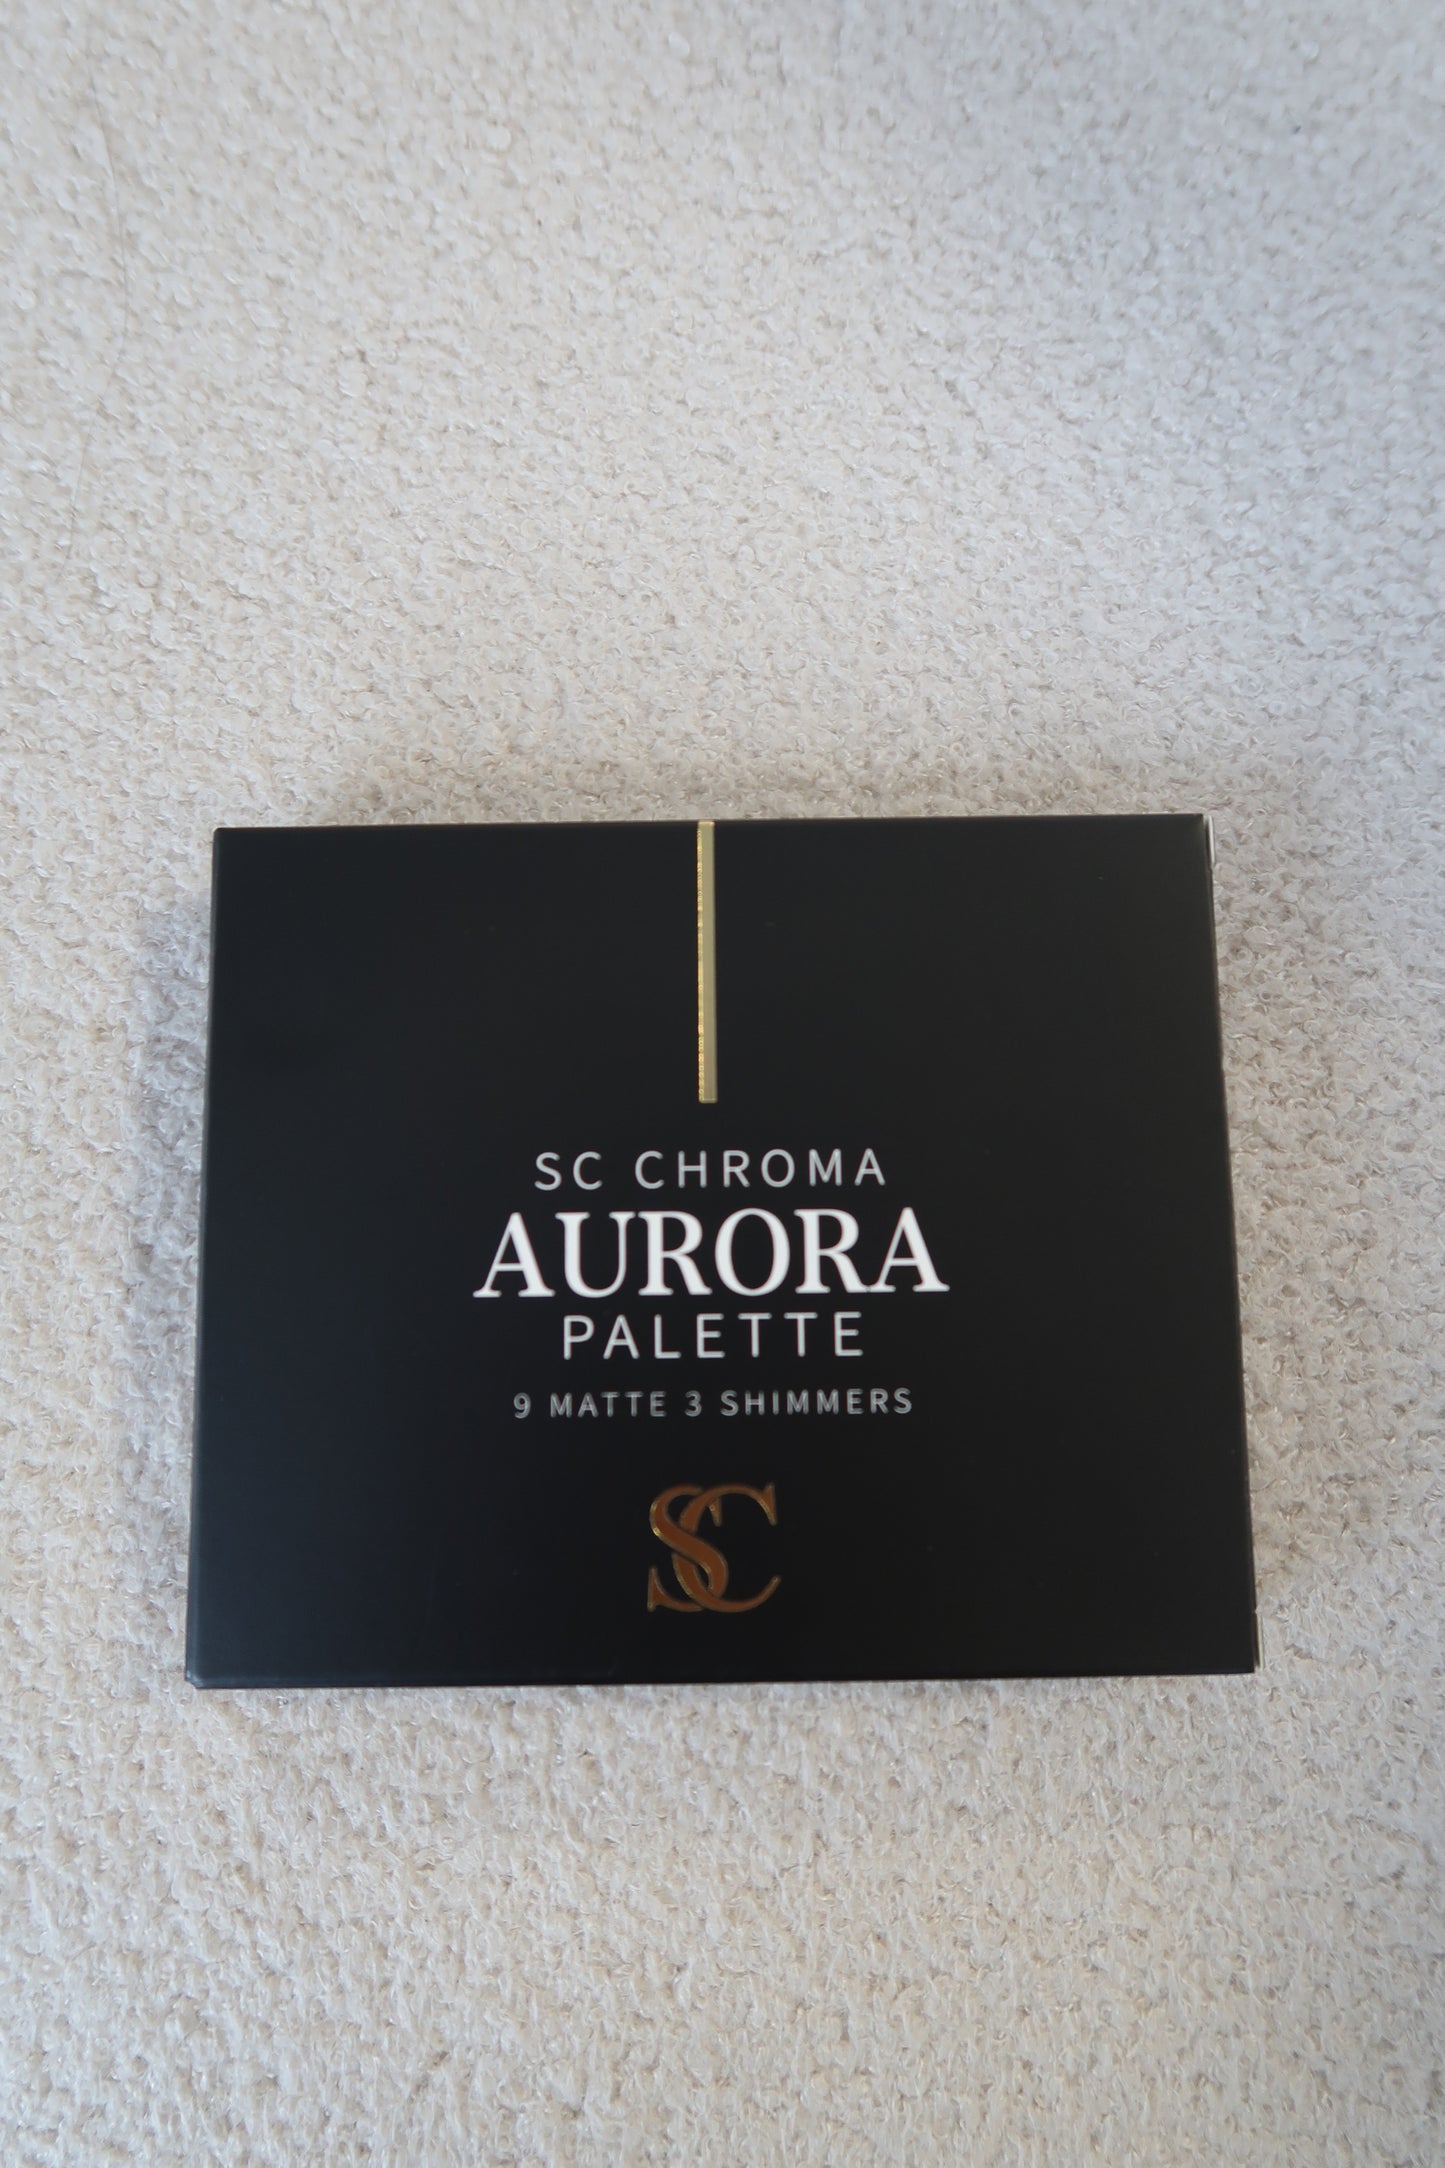 SC CHROMA
AURORA
PALETTE
9 MATTE 3 SHIMMERS
SC